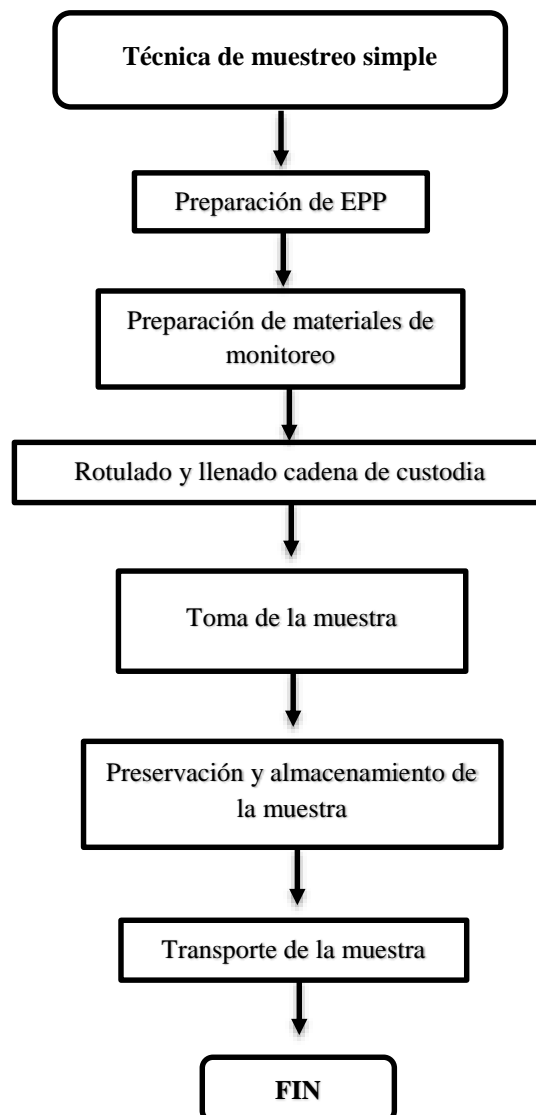 Técnica de muestreo simple
Preparación de EPP
Preparación de materiales de
monitoreo
Rotulado y llenado cadena de custodia
Toma de la muestra
Preservación y almacenamiento de
la muestra
Transporte de la muestra
FIN